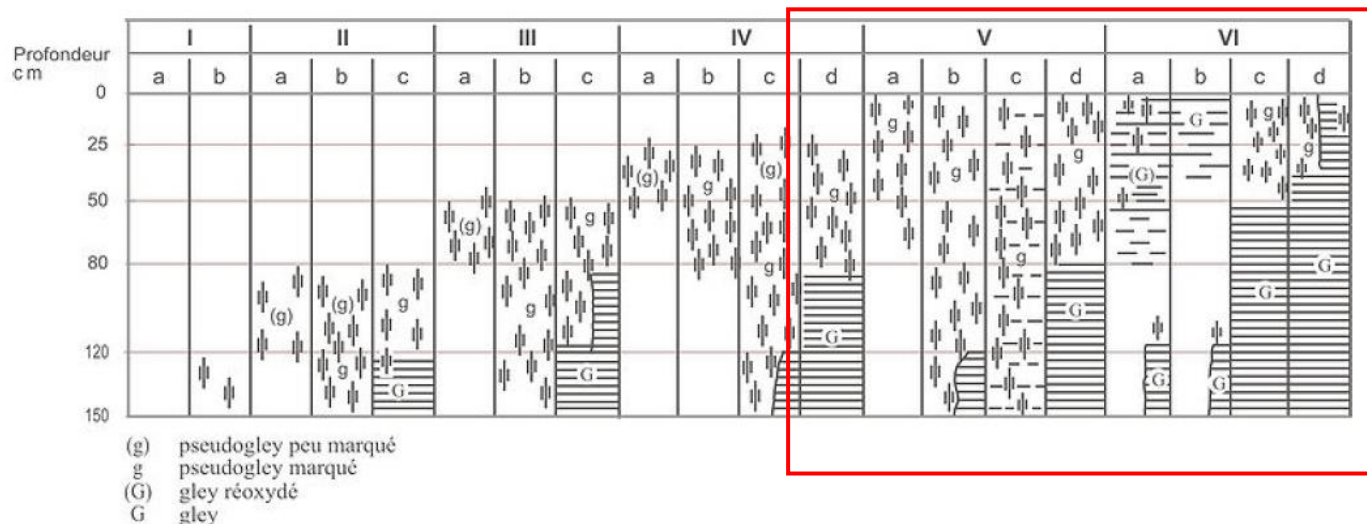 I II III IV V VI
Profondeur
cm
a b a b c a b c a b c d a b c d a b c d
0
25
50
80
120
150
(g) (g) g g (g) g g G (g) g G (g) g (g) g g G g g g g G (G) G G G g G g G
(g) pseudogley peu marqué
g pseudogley marqué
(G) gley réoxydé
G gley